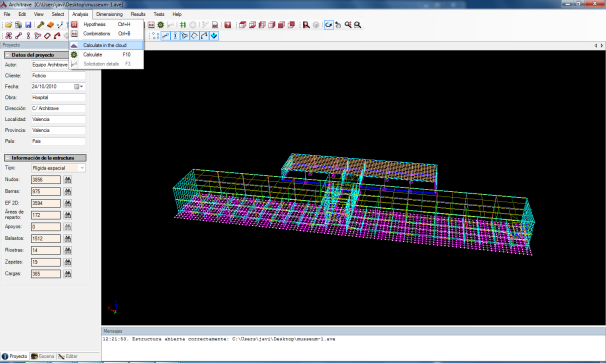 Architrave [C:\Users\javi\Desktop\musseum-1.ave]
File Edit View Select Analysis Dimensioning Results Tests Help
Hypothesis Ctrl+H
Combinations Ctrl+B
Calculate in the cloud
Calculate F10
Solicitation details F3
Proyecto
Datos del proyecto
Autor: Equipo Architrave
Cliente: Ficticio
Fecha: 24/10/2010
Obra: Hospital
Dirección: C/ Architrave
Localidad: Valencia
Provincia: Valencia
País: Pais
Información de la estructura
Tipo: Rígida espacial
Nudos: 3856
Barras: 975
EF 2D: 3594
Áreas de reparto: 172
Apoyos: 0
Balastos: 1512
Riostras: 14
Zapatas: 19
Cargas: 365
Mensajes
12:21:50. Estructura abierta correctamente: C:\Users\javi\Desktop\musseum-1.ave
Proyecto Escena Editar